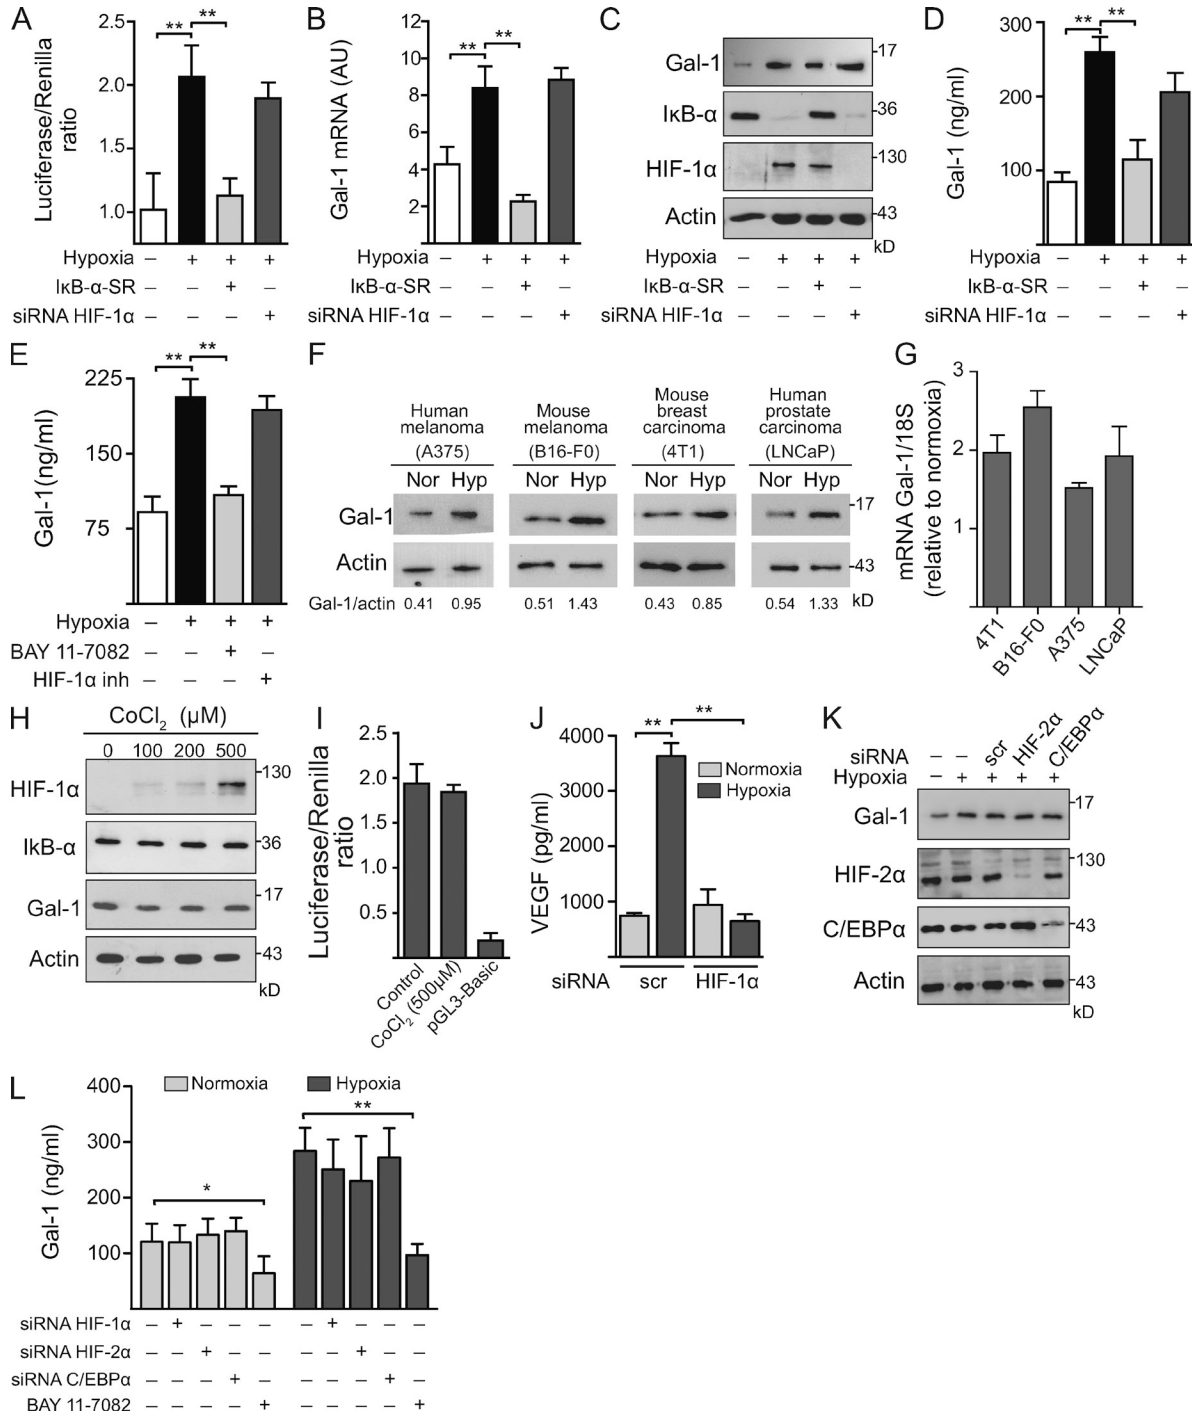 A
Luciferase/Renilla
ratio
2.5
2.0
1.5
1.0
** **
Hypoxia – + + +
IκB-α-SR – – + –
siRNA HIF-1α – – – +
B
Gal-1 mRNA (AU)
12
10
8
6
4
2
** **
Hypoxia – + + +
IκB-α-SR – – + –
siRNA HIF-1α – – – +
C
Gal-1
-17
IκB-α
-36
HIF-1α
-130
Actin
-43
kD
Hypoxia – + + +
IκB-α-SR – – + –
siRNA HIF-1α – – – +
D
Gal-1 (ng/ml)
300
200
100
** **
Hypoxia – + + +
IκB-α-SR – – + –
siRNA HIF-1α – – – +
E
Gal-1(ng/ml)
225
150
75
** **
Hypoxia – + + +
BAY 11-7082 – – + –
HIF-1α inh – – – +
F
Human
melanoma
(A375)
Mouse
melanoma
(B16-F0)
Mouse
breast
carcinoma
(4T1)
Human
prostate
carcinoma
(LNCaP)
Nor Hyp Nor Hyp Nor Hyp Nor Hyp
Gal-1
-17
Actin
-43
Gal-1/actin 0.41 0.95 0.51 1.43 0.43 0.85 0.54 1.33 kD
G
mRNA Gal-1/18S
(relative to normoxia)
3
2
1
4T1
B16-F0
A375
LNCaP
H
CoCl2 (µM)
0 100 200 500
HIF-1α
-130
IkB-α
-36
Gal-1
-17
Actin
-43
kD
I
Luciferase/Renilla
ratio
2.5
2.0
1.5
1.0
0.5
Control
CoCl2 (500µM)
pGL3-Basic
J
VEGF (pg/ml)
4000
3000
2000
1000
** **
Normoxia
Hypoxia
siRNA scr HIF-1α
K
siRNA – – scr HIF-2α C/EBPα
Hypoxia – + + + +
Gal-1
-17
HIF-2α
-130
C/EBPα
-43
Actin
-43
kD
L
Gal-1 (ng/ml)
400
300
200
100
Normoxia
Hypoxia
*
**
siRNA HIF-1α – + – – – – + – – –
siRNA HIF-2α – – + – – – – + – –
siRNA C/EBPα – – – + – – – – + –
BAY 11-7082 – – – – + – – – – +